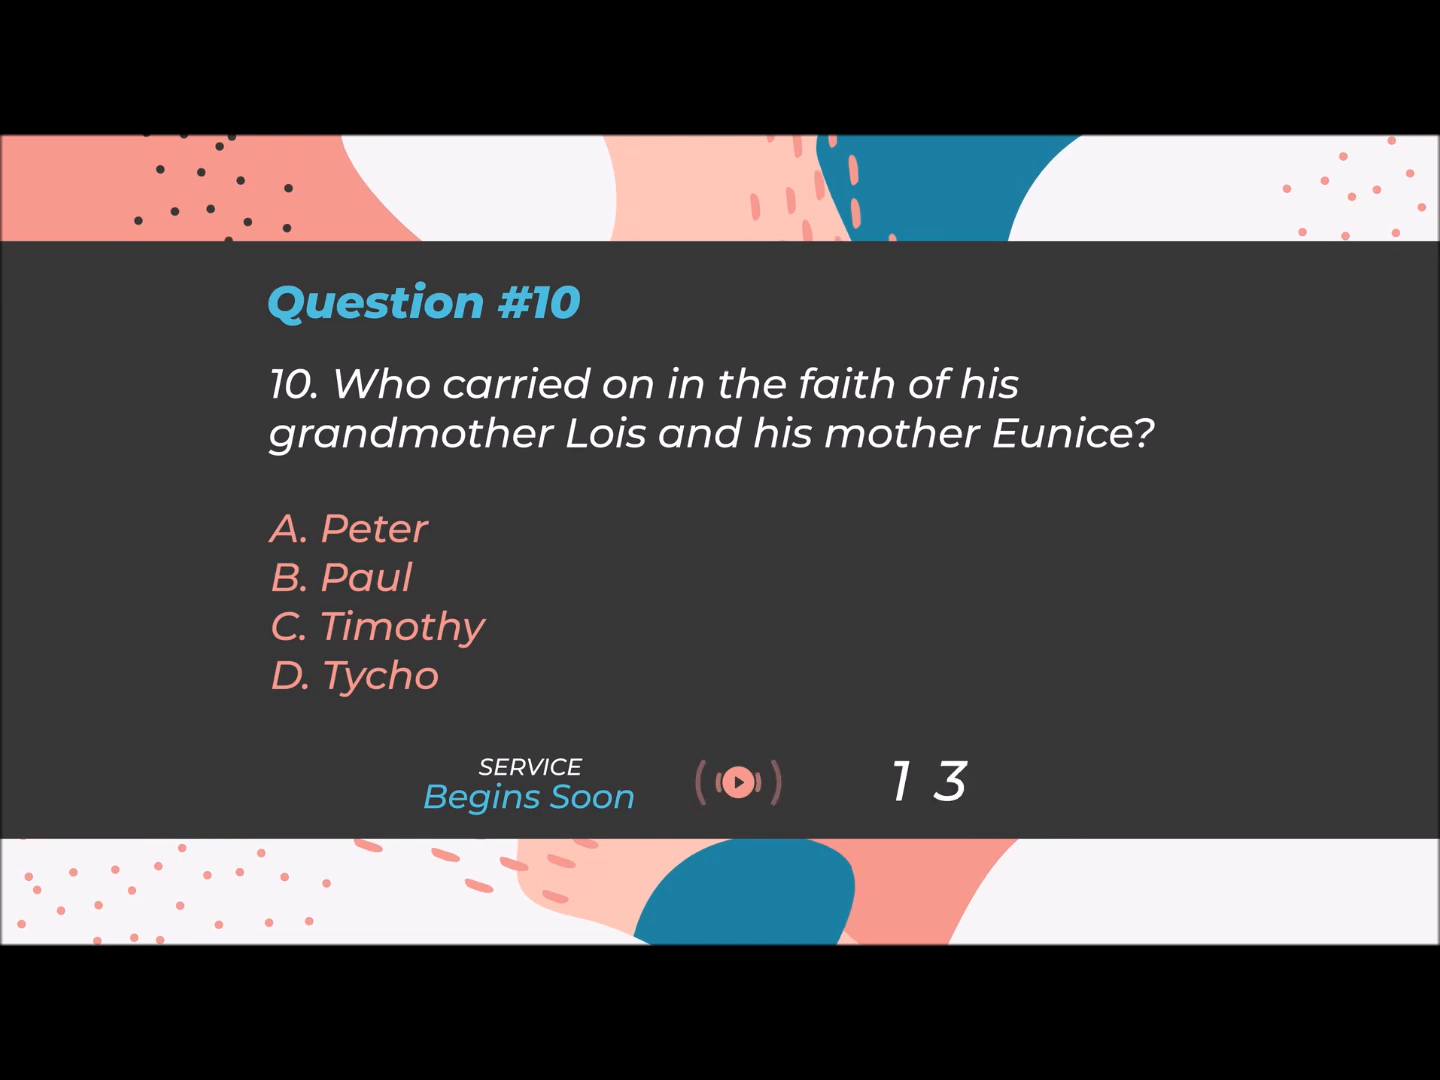 Question #10
10. Who carried on in the faith of his
grandmother Lois and his mother Eunice?
A. Peter
B. Paul
C. Timothy
D. Tycho
SERVICE
Begins Soon
1 3